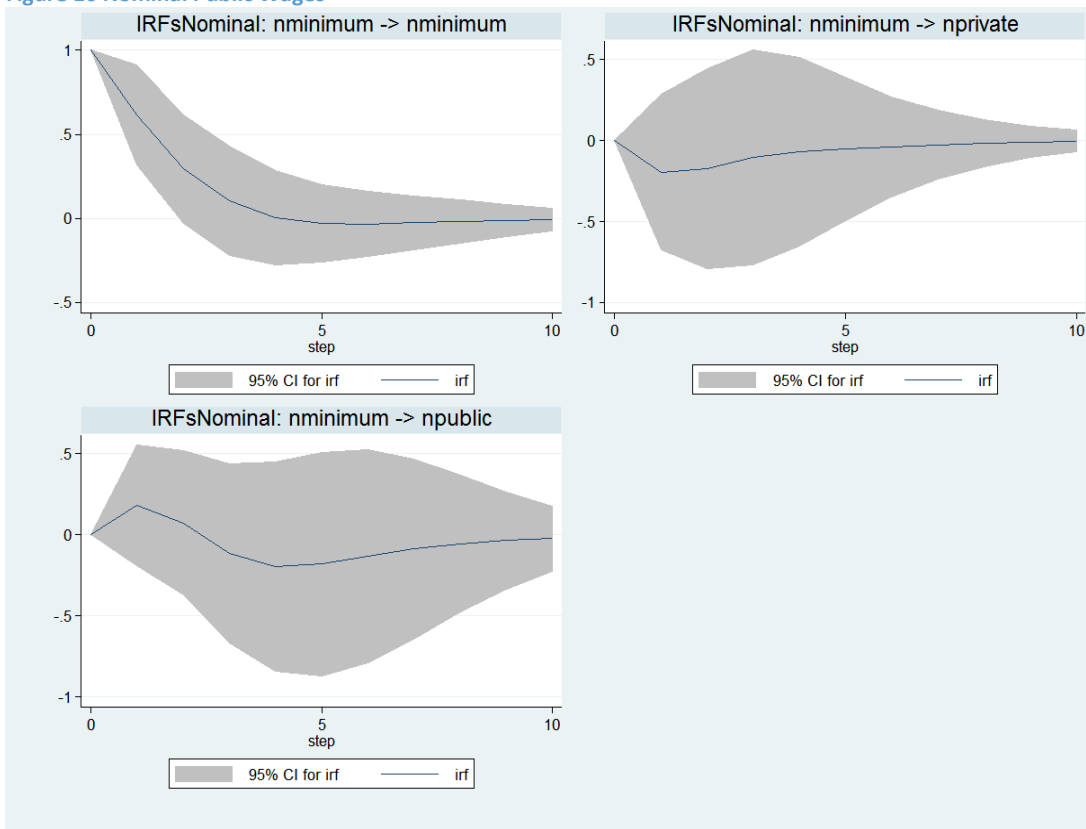 IRFsNominal: nminimum -> nminimum
1
.5
0
-.5
0 5 10
step
95% CI for irf irf
IRFsNominal: nminimum -> nprivate
.5
0
-.5
-1
0 5 10
step
95% CI for irf irf
IRFsNominal: nminimum -> npublic
.5
0
-.5
-1
0 5 10
step
95% CI for irf irf